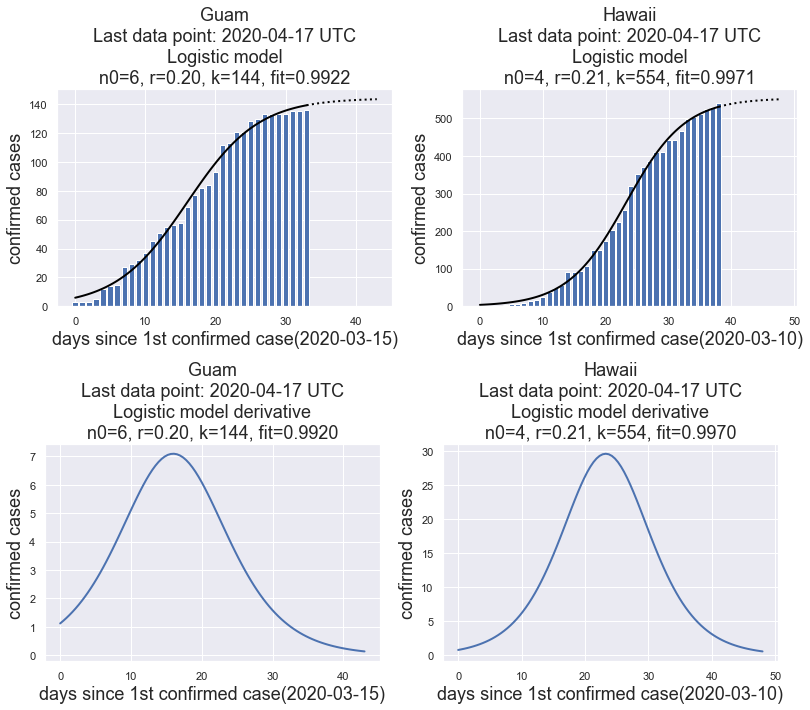 Guam
Last data point: 2020-04-17 UTC
Logistic model
n0=6, r=0.20, k=144, fit=0.9922
confirmed cases
140
120
100
80
60
40
20
0
0 10 20 30 40
days since 1st confirmed case(2020-03-15)
Hawaii
Last data point: 2020-04-17 UTC
Logistic model
n0=4, r=0.21, k=554, fit=0.9971
confirmed cases
500
400
300
200
100
0
0 10 20 30 40 50
days since 1st confirmed case(2020-03-10)
Guam
Last data point: 2020-04-17 UTC
Logistic model derivative
n0=6, r=0.20, k=144, fit=0.9920
confirmed cases
7
6
5
4
3
2
1
0
0 10 20 30 40
days since 1st confirmed case(2020-03-15)
Hawaii
Last data point: 2020-04-17 UTC
Logistic model derivative
n0=4, r=0.21, k=554, fit=0.9970
confirmed cases
30
25
20
15
10
5
0
0 10 20 30 40 50
days since 1st confirmed case(2020-03-10)